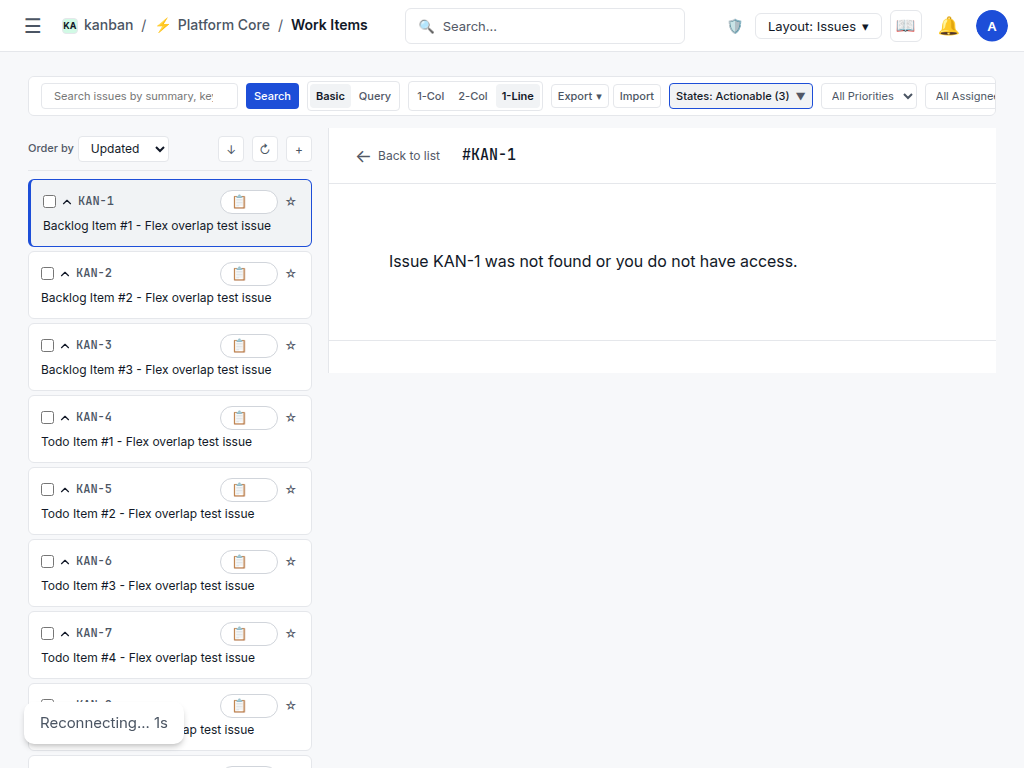 ☰ KA kanban / ⚡ Platform Core / Work Items
🔍 Search...
Layout: Issues ▾
A
Search issues by summary, key
Search
Basic Query
1-Col 2-Col 1-Line
Export ▾
Import
States: Actionable (3) ▼
All Priorities
All Assigne
Order by Updated
↓ ↻ +
KAN-1
Backlog Item #1 - Flex overlap test issue
KAN-2
Backlog Item #2 - Flex overlap test issue
KAN-3
Backlog Item #3 - Flex overlap test issue
KAN-4
Todo Item #1 - Flex overlap test issue
KAN-5
Todo Item #2 - Flex overlap test issue
KAN-6
Todo Item #3 - Flex overlap test issue
KAN-7
Todo Item #4 - Flex overlap test issue
ap test issue
Reconnecting... 1s
← Back to list #KAN-1
Issue KAN-1 was not found or you do not have access.